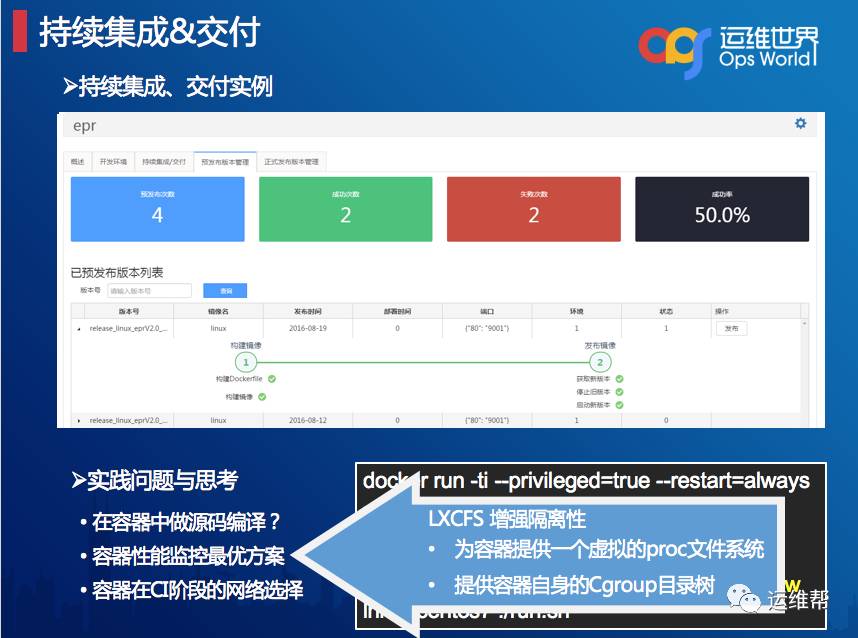 持续集成&交付
运维世界
Ops World
➢持续集成、交付实例
epr
概述 开发环境 持续集成/交付 预发布版本管理 正式发布版本管理
预发布次数 成功次数 失败次数 成功率
4 2 2 50.0%
已预发布版本列表
版本号 请输入版本号 查询
版本号 镜像名 发布时间 部署时间 端口 环境 状态 操作
release_linux_eprV2.0_... linux 2016-08-19 0 {"80": "9001"} 1 1 发布
构建镜像 发布镜像
1 2
构建Dockerfile 获取新版本
停止旧版本
构建镜像
启动新版本
release_linux_eprV2.0_... linux 2016-08-12 0 {"80": "9001"} 1 0
➢实践问题与思考
• 在容器中做源码编译？
• 容器性能监控最优方案
• 容器在CI阶段的网络选择
docker run -ti --privileged=true --restart=always
LXCFS 增强隔离性
• 为容器提供一个虚拟的proc文件系统
• 提供容器自身的Cgroup目录树
w
运维帮